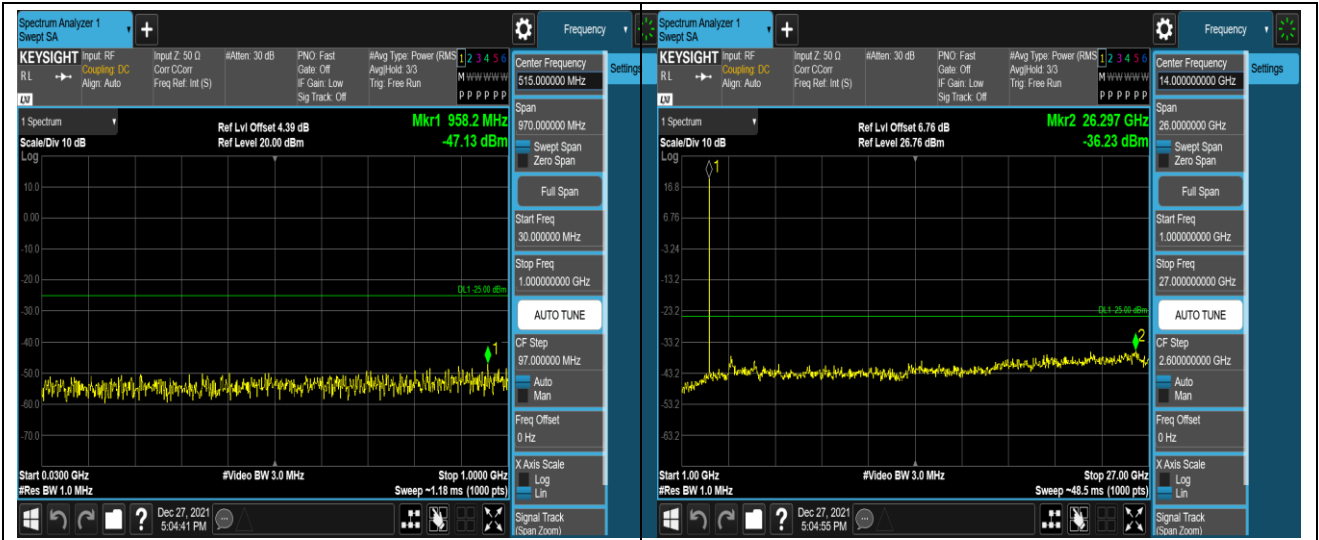 Spectrum Analyzer 1
Swept SA
+
Frequency
KEYSIGHT
RL
LXI
Input: RF
Coupling: DC
Align: Auto
Input Z: 50 Ω
Corr CCorr
Freq Ref: Int (S)
#Atten: 30 dB
PNO: Fast
Gate: Off
IF Gain: Low
Sig Track: Off
#Avg Type: Power (RMS
Avg|Hold: 3/3
Trig: Free Run
1 2 3 4 5 6
M W W W W W
P P P P P P
1 Spectrum
Scale/Div 10 dB
Log
Ref Lvl Offset 4.39 dB
Ref Level 20.00 dBm
Mkr1 958.2 MHz
-47.13 dBm
10.0
0.00
-10.0
-20.0
DL1 -25.00 dBm
-30.0
-40.0
1
-50.0
-60.0
-70.0
Start 0.0300 GHz
#Res BW 1.0 MHz
#Video BW 3.0 MHz
Stop 1.0000 GHz
Sweep ~1.18 ms (1000 pts)
?
Dec 27, 2021
5:04:41 PM
Center Frequency
515.000000 MHz
Settings
Span
970.000000 MHz
Swept Span
Zero Span
Full Span
Start Freq
30.000000 MHz
Stop Freq
1.000000000 GHz
AUTO TUNE
CF Step
97.000000 MHz
Auto
Man
Freq Offset
0 Hz
X Axis Scale
Log
Lin
Signal Track
(Span Zoom)
Spectrum Analyzer 1
Swept SA
+
Frequency
KEYSIGHT
RL
LXI
Input: RF
Coupling: DC
Align: Auto
Input Z: 50 Ω
Corr CCorr
Freq Ref: Int (S)
#Atten: 30 dB
PNO: Fast
Gate: Off
IF Gain: Low
Sig Track: Off
#Avg Type: Power (RMS
Avg|Hold: 3/3
Trig: Free Run
1 2 3 4 5 6
M W W W W W
P P P P P P
1 Spectrum
Scale/Div 10 dB
Log
Ref Lvl Offset 6.76 dB
Ref Level 26.76 dBm
Mkr2 26.297 GHz
-36.23 dBm
1
16.8
6.76
-3.24
-13.2
-23.2
DL1 -25.00 dBm
-33.2
2
-43.2
-53.2
-63.2
Start 1.00 GHz
#Res BW 1.0 MHz
#Video BW 3.0 MHz
Stop 27.00 GHz
Sweep ~48.5 ms (1000 pts)
?
Dec 27, 2021
5:04:55 PM
Center Frequency
14.000000000 GHz
Settings
Span
26.0000000 GHz
Swept Span
Zero Span
Full Span
Start Freq
1.000000000 GHz
Stop Freq
27.000000000 GHz
AUTO TUNE
CF Step
2.600000000 GHz
Auto
Man
Freq Offset
0 Hz
X Axis Scale
Log
Lin
Signal Track
(Span Zoom)